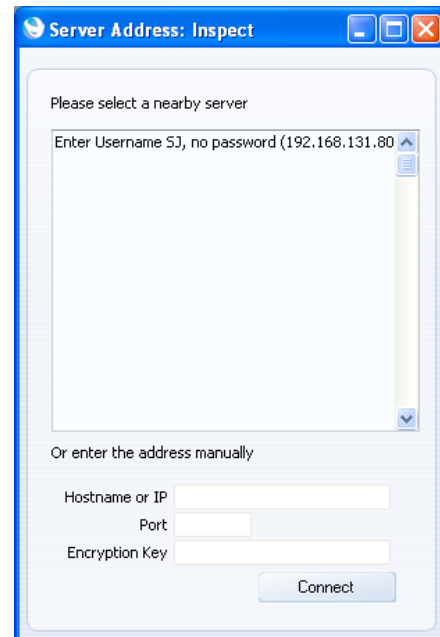 Server Address: Inspect
Please select a nearby server
Enter Username SJ, no password (192.168.131.80
Or enter the address manually
Hostname or IP
Port
Encryption Key
Connect